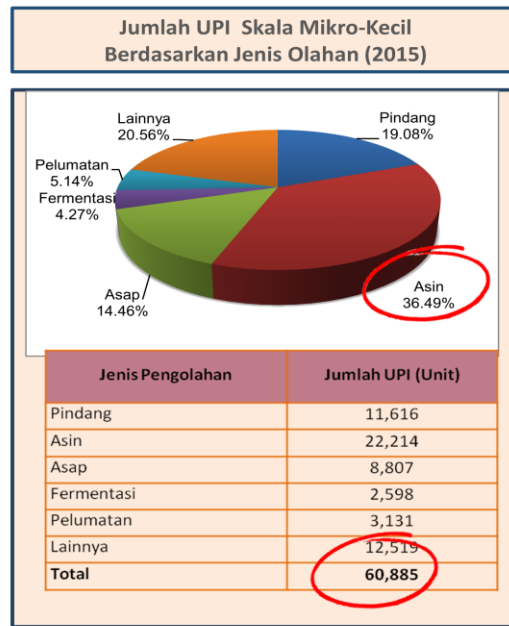 Jumlah UPI Skala Mikro-Kecil
Berdasarkan Jenis Olahan (2015)
Lainnya
20.56%
Pindang
19.08%
Pelumatan
5.14%
Fermentasi
4.27%
Asap
14.46%
Asin
36.49%
Jenis Pengolahan Jumlah UPI (Unit)
Pindang 11,616
Asin 22,214
Asap 8,807
Fermentasi 2,598
Pelumatan 3,131
Lainnya 12,519
Total 60,885